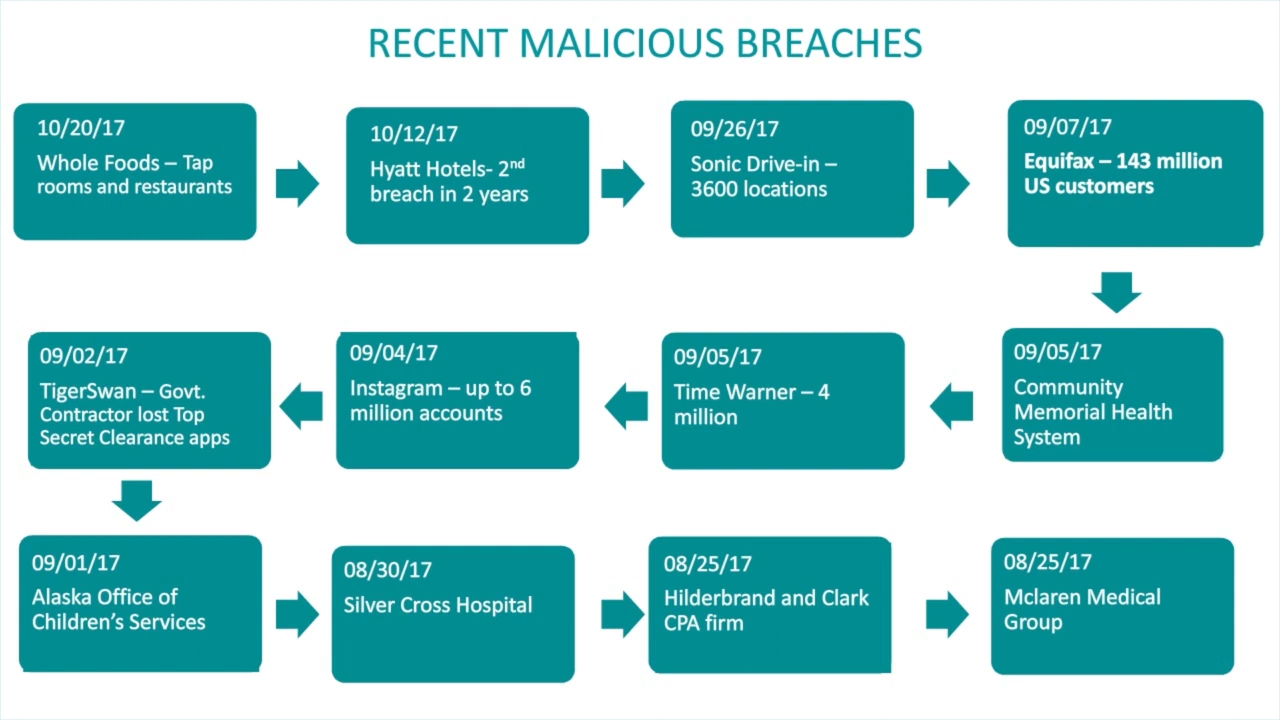 RECENT MALICIOUS BREACHES
10/20/17
Whole Foods – Tap
rooms and restaurants
10/12/17
Hyatt Hotels- 2nd
breach in 2 years
09/26/17
Sonic Drive-in –
3600 locations
09/07/17
Equifax – 143 million
US customers
09/05/17
Community
Memorial Health
System
09/05/17
Time Warner – 4
million
09/04/17
Instagram – up to 6
million accounts
09/02/17
TigerSwan – Govt.
Contractor lost Top
Secret Clearance apps
09/01/17
Alaska Office of
Children’s Services
08/30/17
Silver Cross Hospital
08/25/17
Hilderbrand and Clark
CPA firm
08/25/17
Mclaren Medical
Group